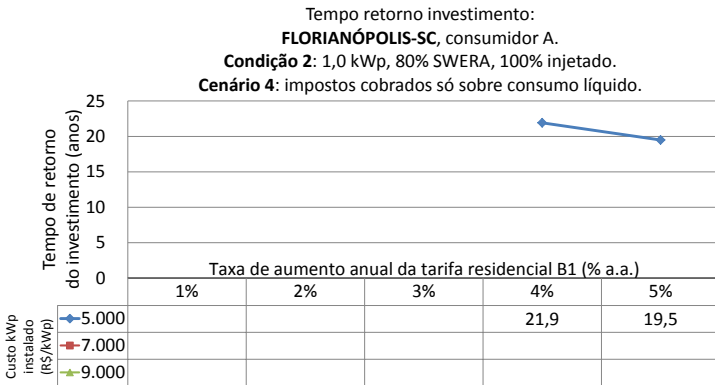 Tempo retorno investimento:
FLORIANÓPOLIS-SC, consumidor A.
Condição 2: 1,0 kWp, 80% SWERA, 100% injetado.
Cenário 4: impostos cobrados só sobre consumo líquido.
Tempo de retorno
do investimento (anos)
25
20
15
10
5
0
Taxa de aumento anual da tarifa residencial B1 (% a.a.)
1% 2% 3% 4% 5%
Custo kWp
instalado
(R$/kWp)
5.000 21,9 19,5
7.000
9.000